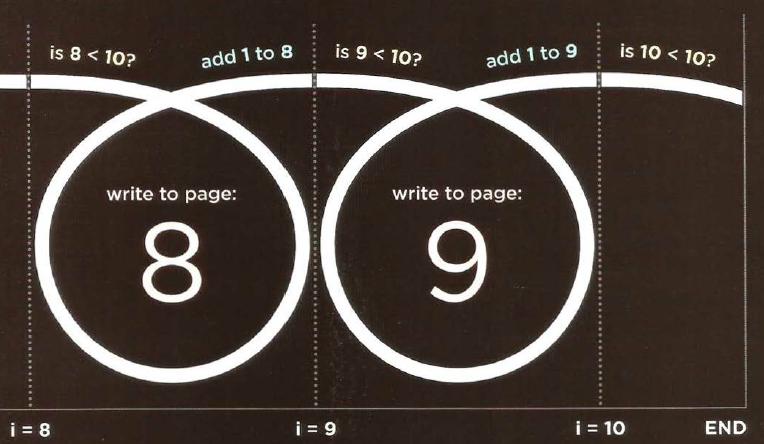 is 8 < 10?
add 1 to 8
is 9 < 10?
add 1 to 9
is 10 < 10?
write to page:
8
write to page:
9
i = 8
i = 9
i = 10
END